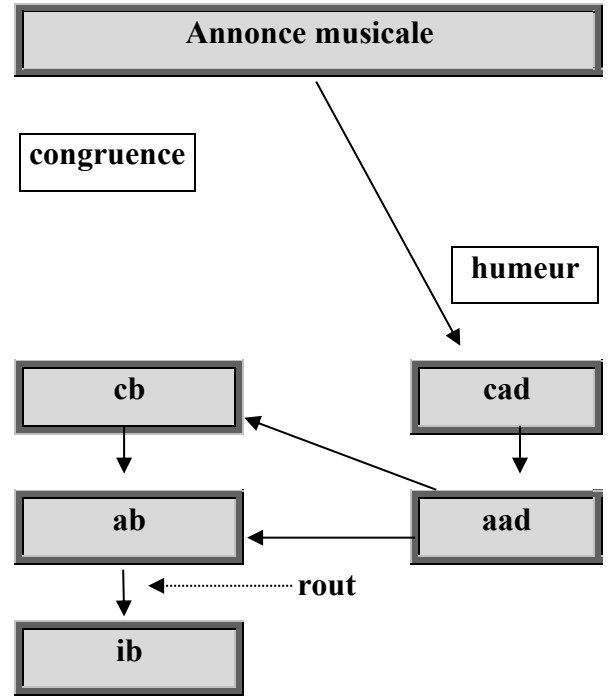 Annonce musicale
congruence
humeur
cb
cad
ab
aad
rout
ib